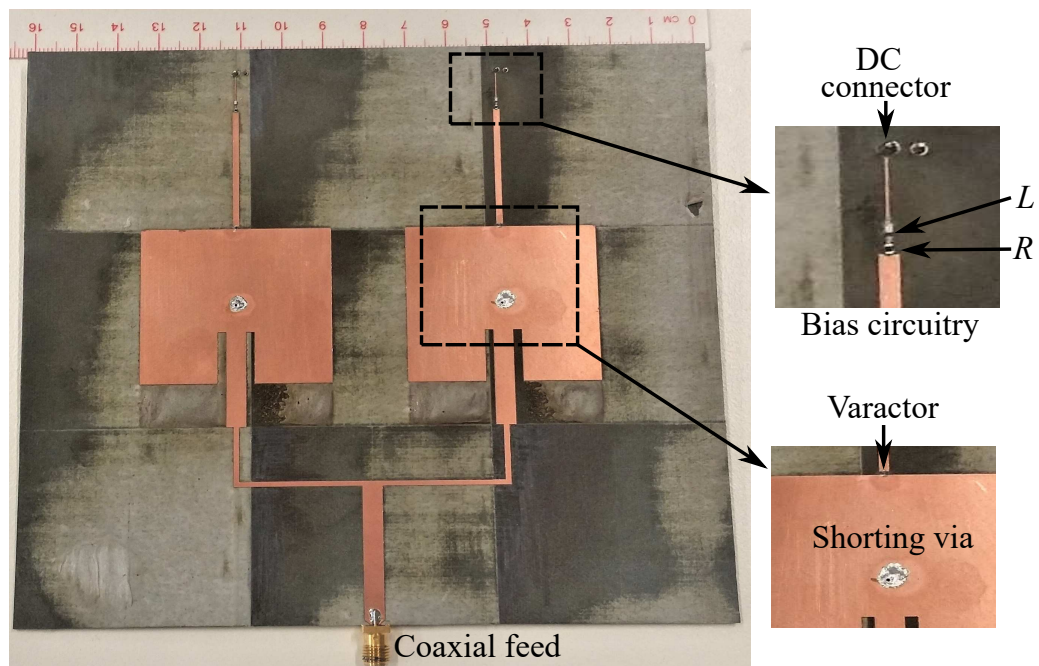 16 15 14 13 12 11 10 9 8 7 6 5 4 3 2 1 CM 0
DC
connector
L
R
Bias circuitry
Varactor
Shorting via
Coaxial feed